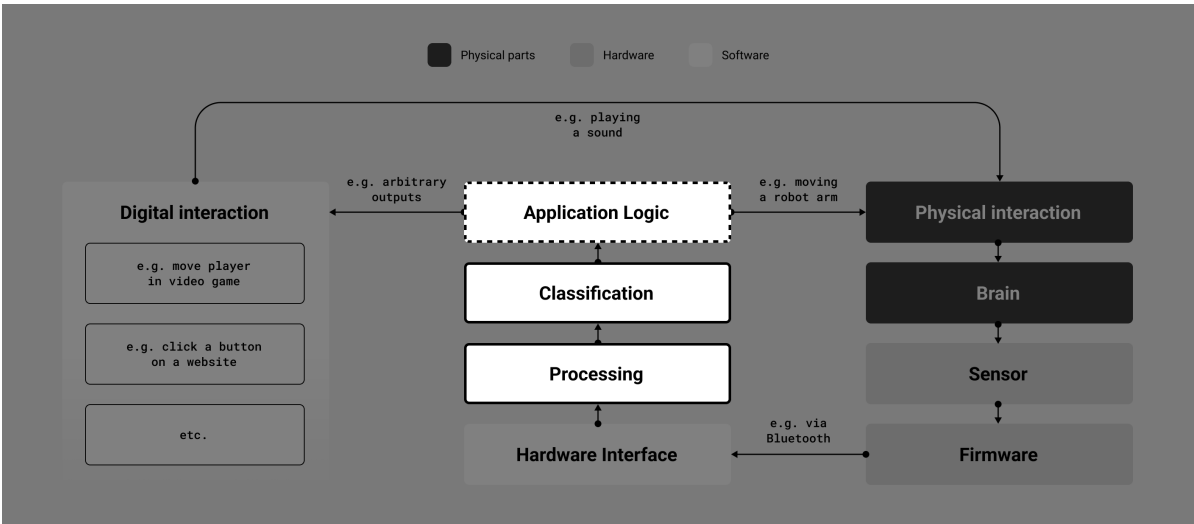 Physical parts
Hardware
Software
e.g. playing
a sound
e.g. arbitrary
outputs
e.g. moving
a robot arm
Digital interaction
Application Logic
Physical interaction
e.g. move player
in video game
Classification
Brain
e.g. click a button
on a website
Processing
Sensor
etc.
e.g. via
Bluetooth
Hardware Interface
Firmware